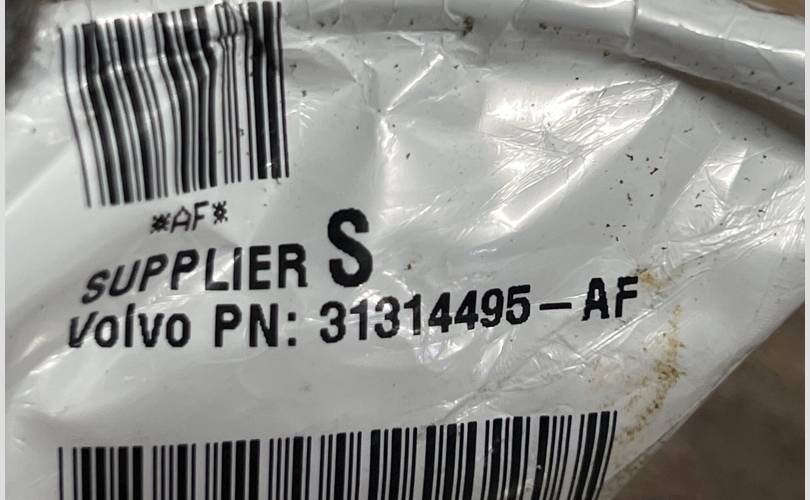 *AF*
SUPPLIER S
Volvo PN: 31314495-AF